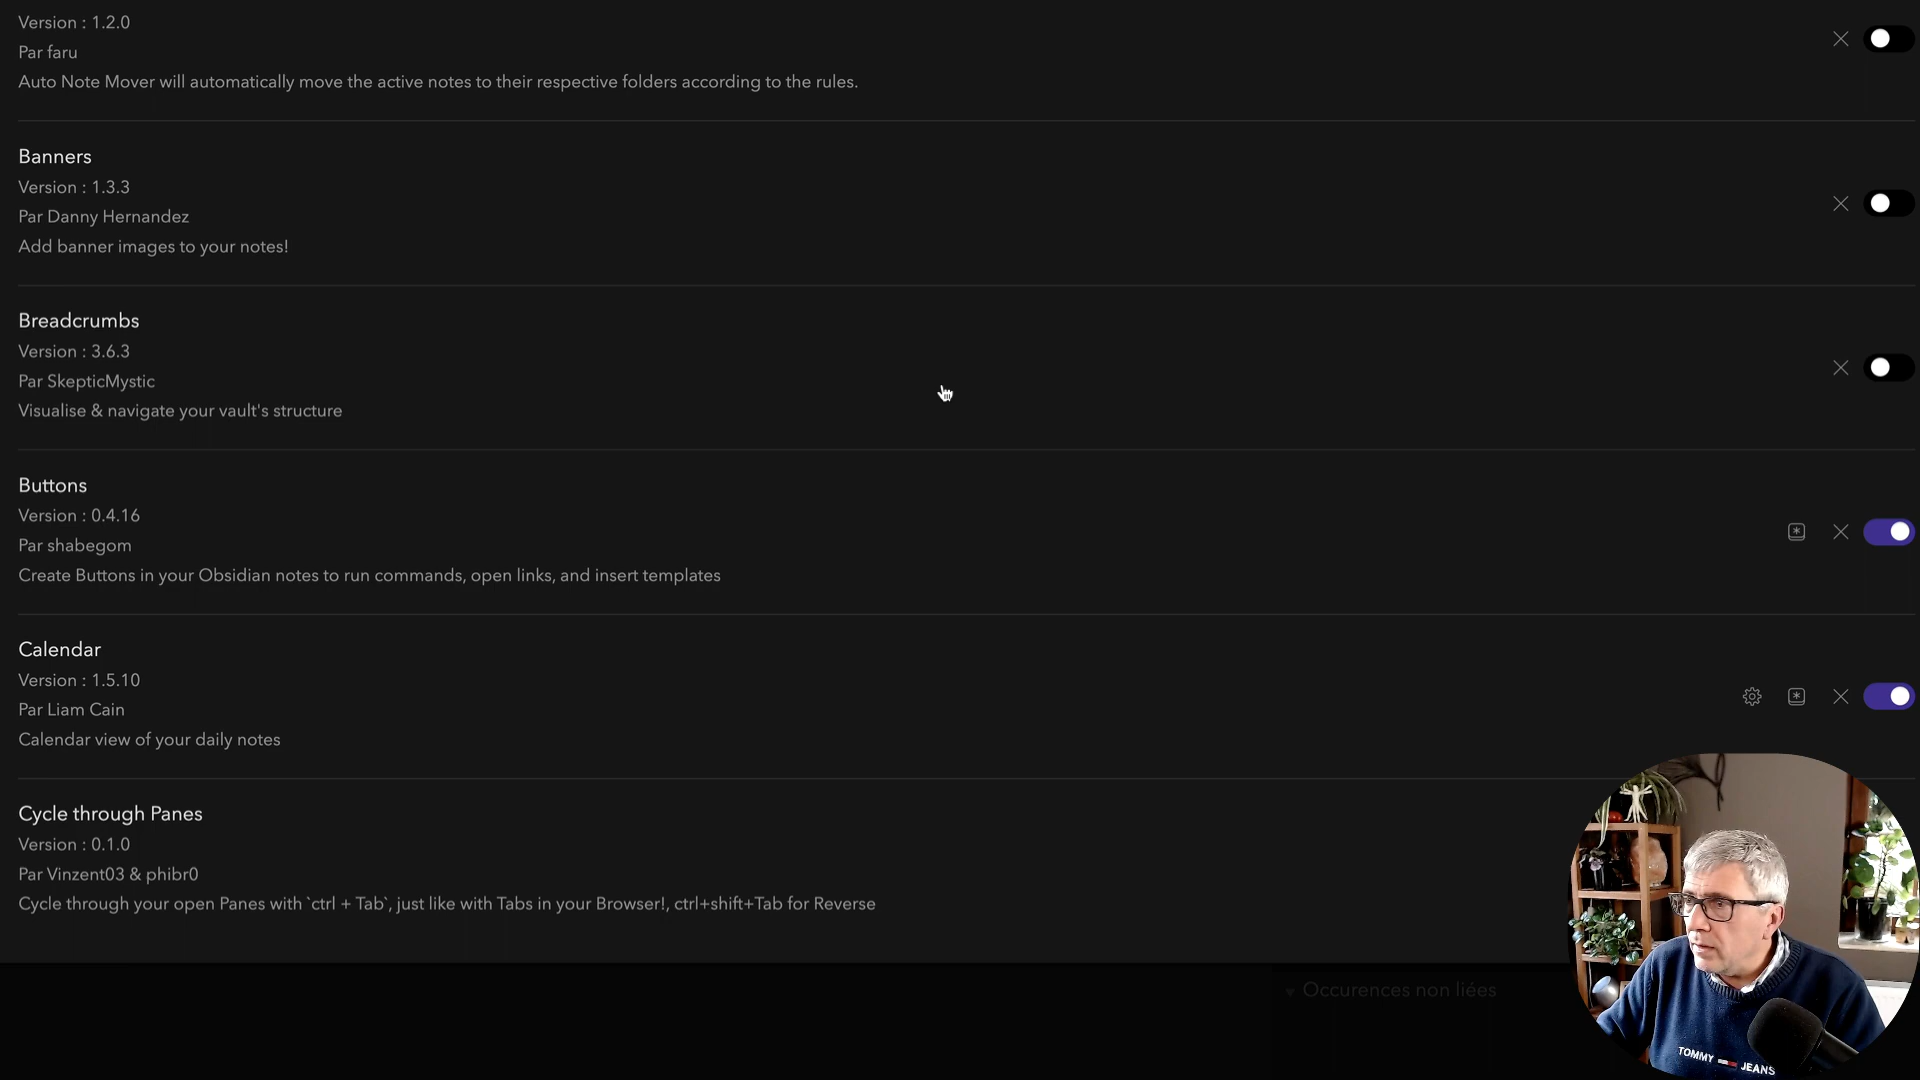 Version : 1.2.0
Par faru
Auto Note Mover will automatically move the active notes to their respective folders according to the rules.
Banners
Version : 1.3.3
Par Danny Hernandez
Add banner images to your notes!
Breadcrumbs
Version : 3.6.3
Par SkepticMystic
Visualise & navigate your vault's structure
Buttons
Version : 0.4.16
Par shabegom
Create Buttons in your Obsidian notes to run commands, open links, and insert templates
Calendar
Version : 1.5.10
Par Liam Cain
Calendar view of your daily notes
Cycle through Panes
Version : 0.1.0
Par Vinzent03 & phibr0
Cycle through your open Panes with `ctrl + Tab`, just like with Tabs in your Browser!, ctrl+shift+Tab for Reverse
Occurences non liées
TOMMY JEANS